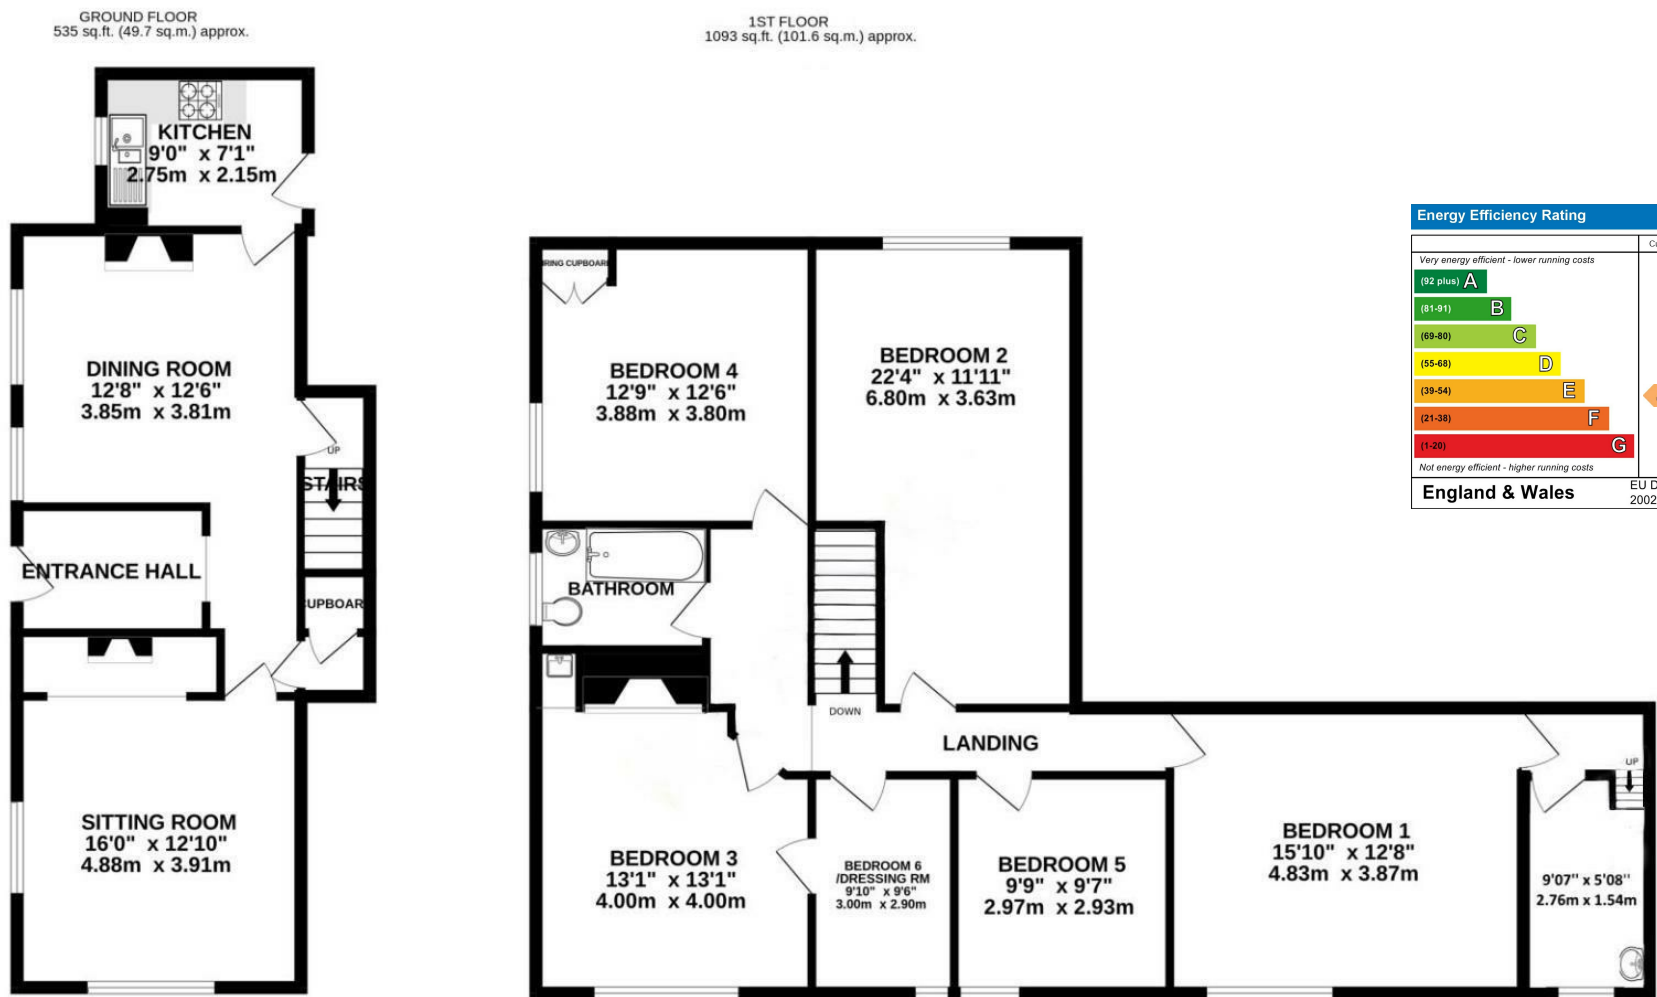 GROUND FLOOR
535 sq.ft. (49.7 sq.m.) approx.
1ST FLOOR
1093 sq.ft. (101.6 sq.m.) approx.
KITCHEN
9'0" x 7'1"
2.75m x 2.15m
DINING ROOM
12'8" x 12'6"
3.85m x 3.81m
UP
STAIRS
ENTRANCE HALL
CUPBOAR
SITTING ROOM
16'0" x 12'10"
4.88m x 3.91m
RING CUPBOAR
BEDROOM 4
12'9" x 12'6"
3.88m x 3.80m
BEDROOM 2
22'4" x 11'11"
6.80m x 3.63m
BATHROOM
DOWN
LANDING
BEDROOM 3
13'1" x 13'1"
4.00m x 4.00m
BEDROOM 6
/DRESSING RM
9'10" x 9'6"
3.00m x 2.90m
BEDROOM 5
9'9" x 9'7"
2.97m x 2.93m
BEDROOM 1
15'10" x 12'8"
4.83m x 3.87m
UP
9'07'' x 5'08''
2.76m x 1.54m
Energy Efficiency Rating
Very energy efficient - lower running costs
(92 plus) A
(81-91) B
(69-80) C
(55-68) D
(39-54) E
(21-38) F
(1-20) G
Not energy efficient - higher running costs
England & Wales
EU D
2002